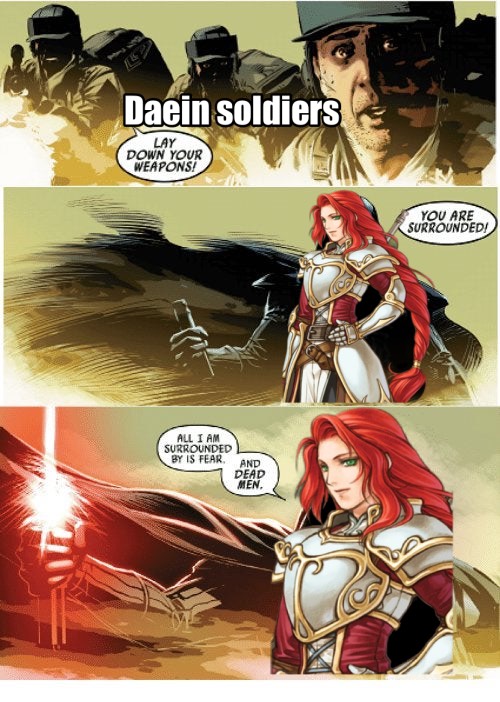 Daein soldiers
LAY
DOWN YOUR
WEAPONS!
YOU ARE
SURROUNDED!
ALL I AM
SURROUNDED
BY IS FEAR.
AND
DEAD
MEN.